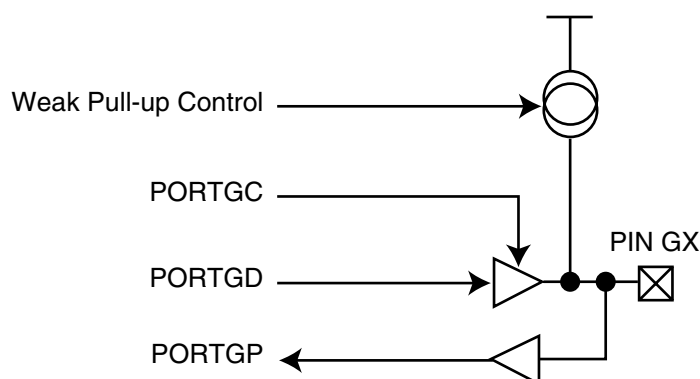 Weak Pull-up Control
PORTGC
PIN GX
PORTGD
PORTGP